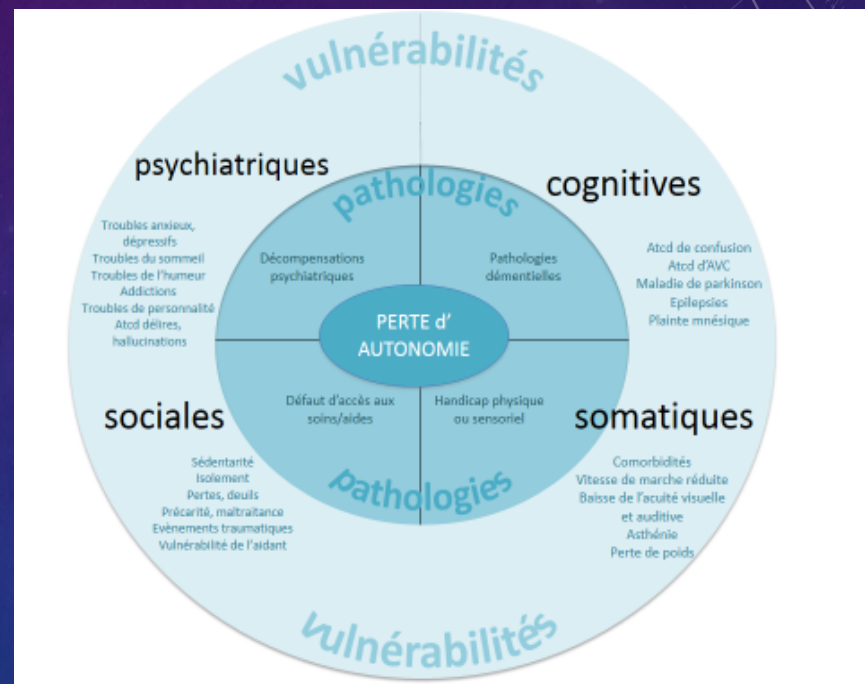 vulnérabilités
psychiatriques
Troubles anxieux,
dépressifs
Troubles du sommeil
Troubles de l'humeur
Addictions
Troubles de personnalité
Atcd délires,
hallucinations
cognitives
Atcd de confusion
Atcd d'AVC
Maladie de parkinson
Epilepsies
Plainte mnésique
pathologies
Décompensations
psychiatriques
Pathologies
démentielles
PERTE d'
AUTONOMIE
Défaut d'accès aux
soins/aides
Handicap physique
ou sensoriel
pathologies
sociales
Sédentarité
Isolement
Pertes, deuils
Précarité, maltraitance
Evènements traumatiques
Vulnérabilité de l'aidant
somatiques
Comorbidités
Vitesse de marche réduite
Baisse de l'acuité visuelle
et auditive
Asthénie
Perte de poids
vulnérabilités